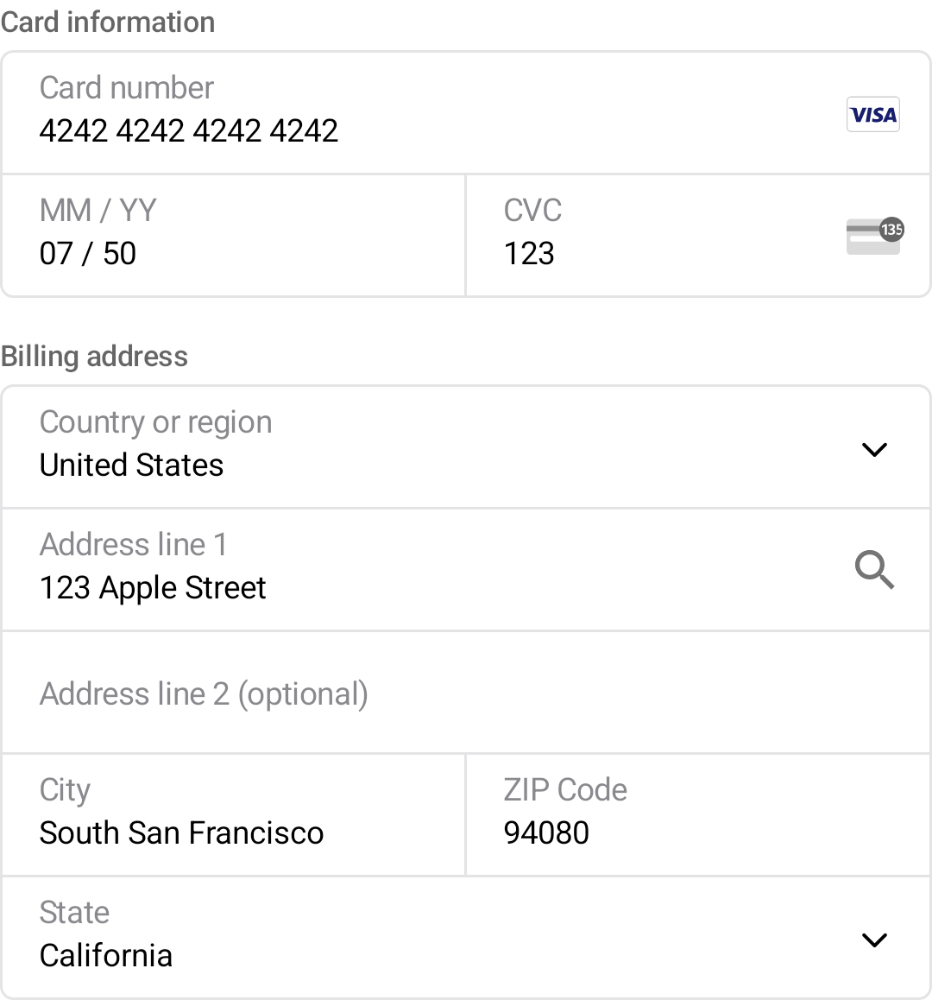 Card information
Card number
4242 4242 4242 4242
VISA
MM / YY
07 / 50
CVC
123
135
Billing address
Country or region
United States
Address line 1
123 Apple Street
Address line 2 (optional)
City
South San Francisco
ZIP Code
94080
State
California